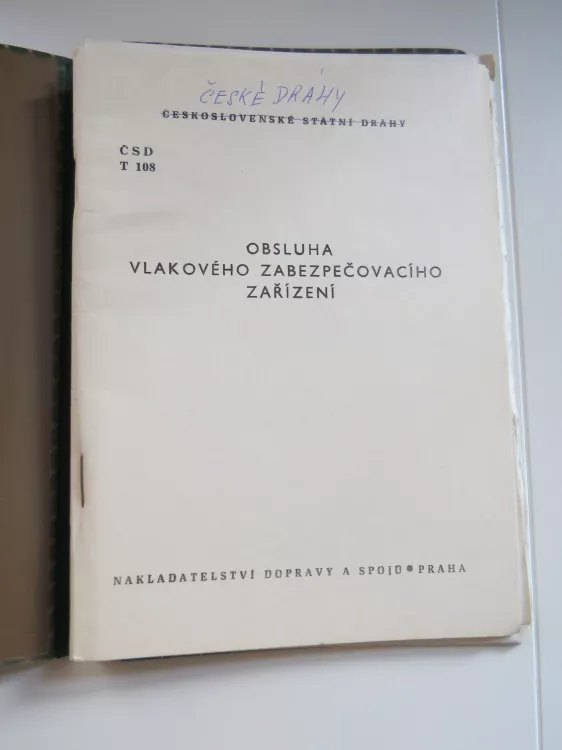 ČESKÉ DRÁHY
ČESKOSLOVENSKÉ STÁTNÍ DRÁHY
ČSD
T 108
OBSLUHA
VLAKOVÉHO ZABEZPEČOVACÍHO
ZAŘÍZENÍ
NAKLADATELSTVÍ DOPRAVY A SPOJŮ • PRAHA